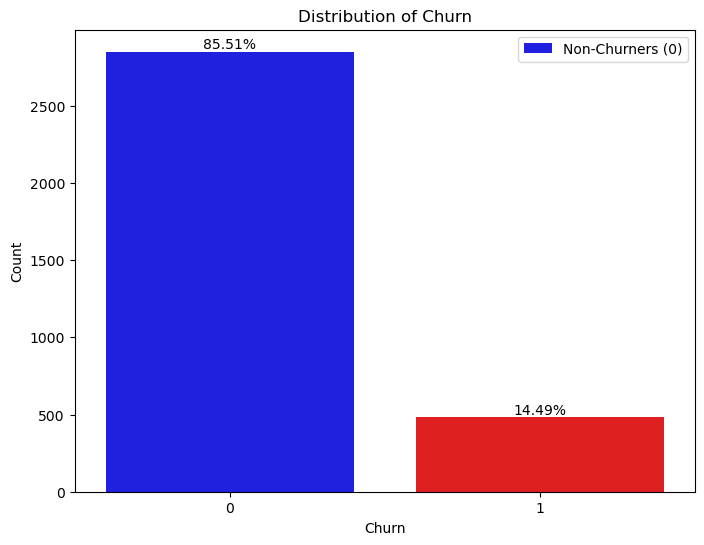 Distribution of Churn
85.51%
Non-Churners (0)
2500
2000
1500
1000
500
0
14.49%
Count
0
1
Churn